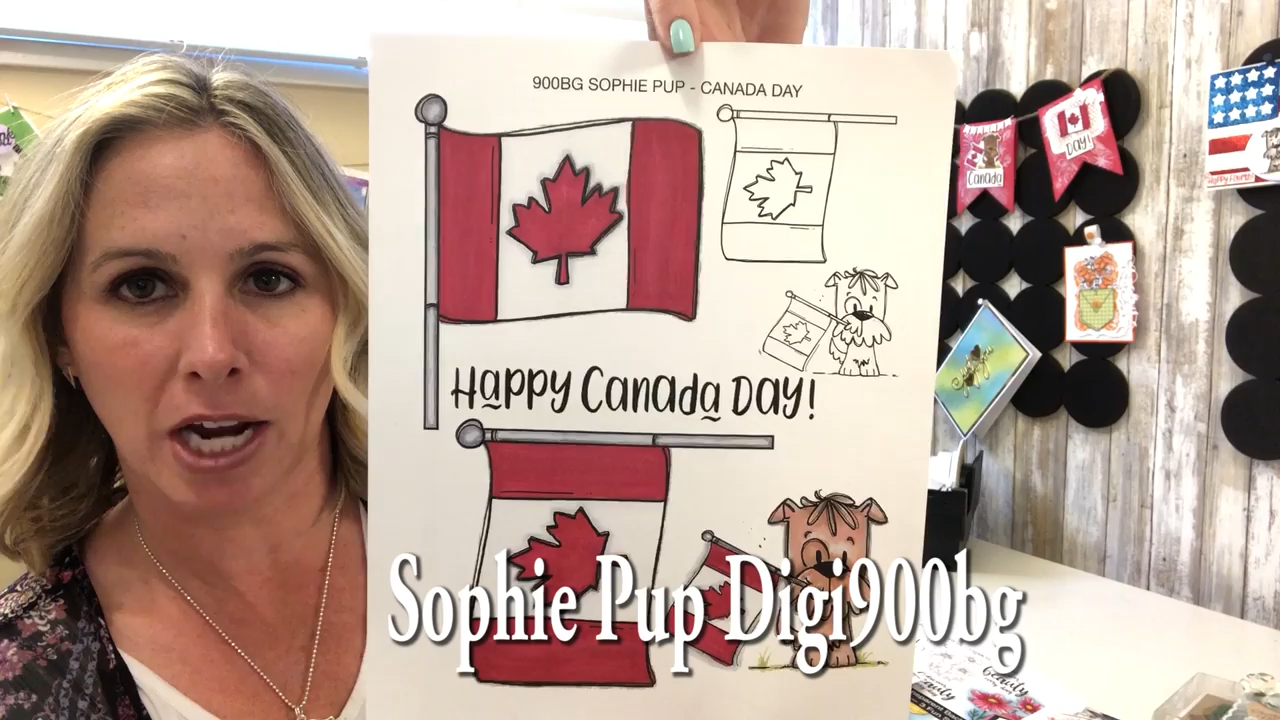 900BG SOPHIE PUP - CANADA DAY
Happy Canada Day!
Sophie Pup Digi900bg
Canada
DAY!